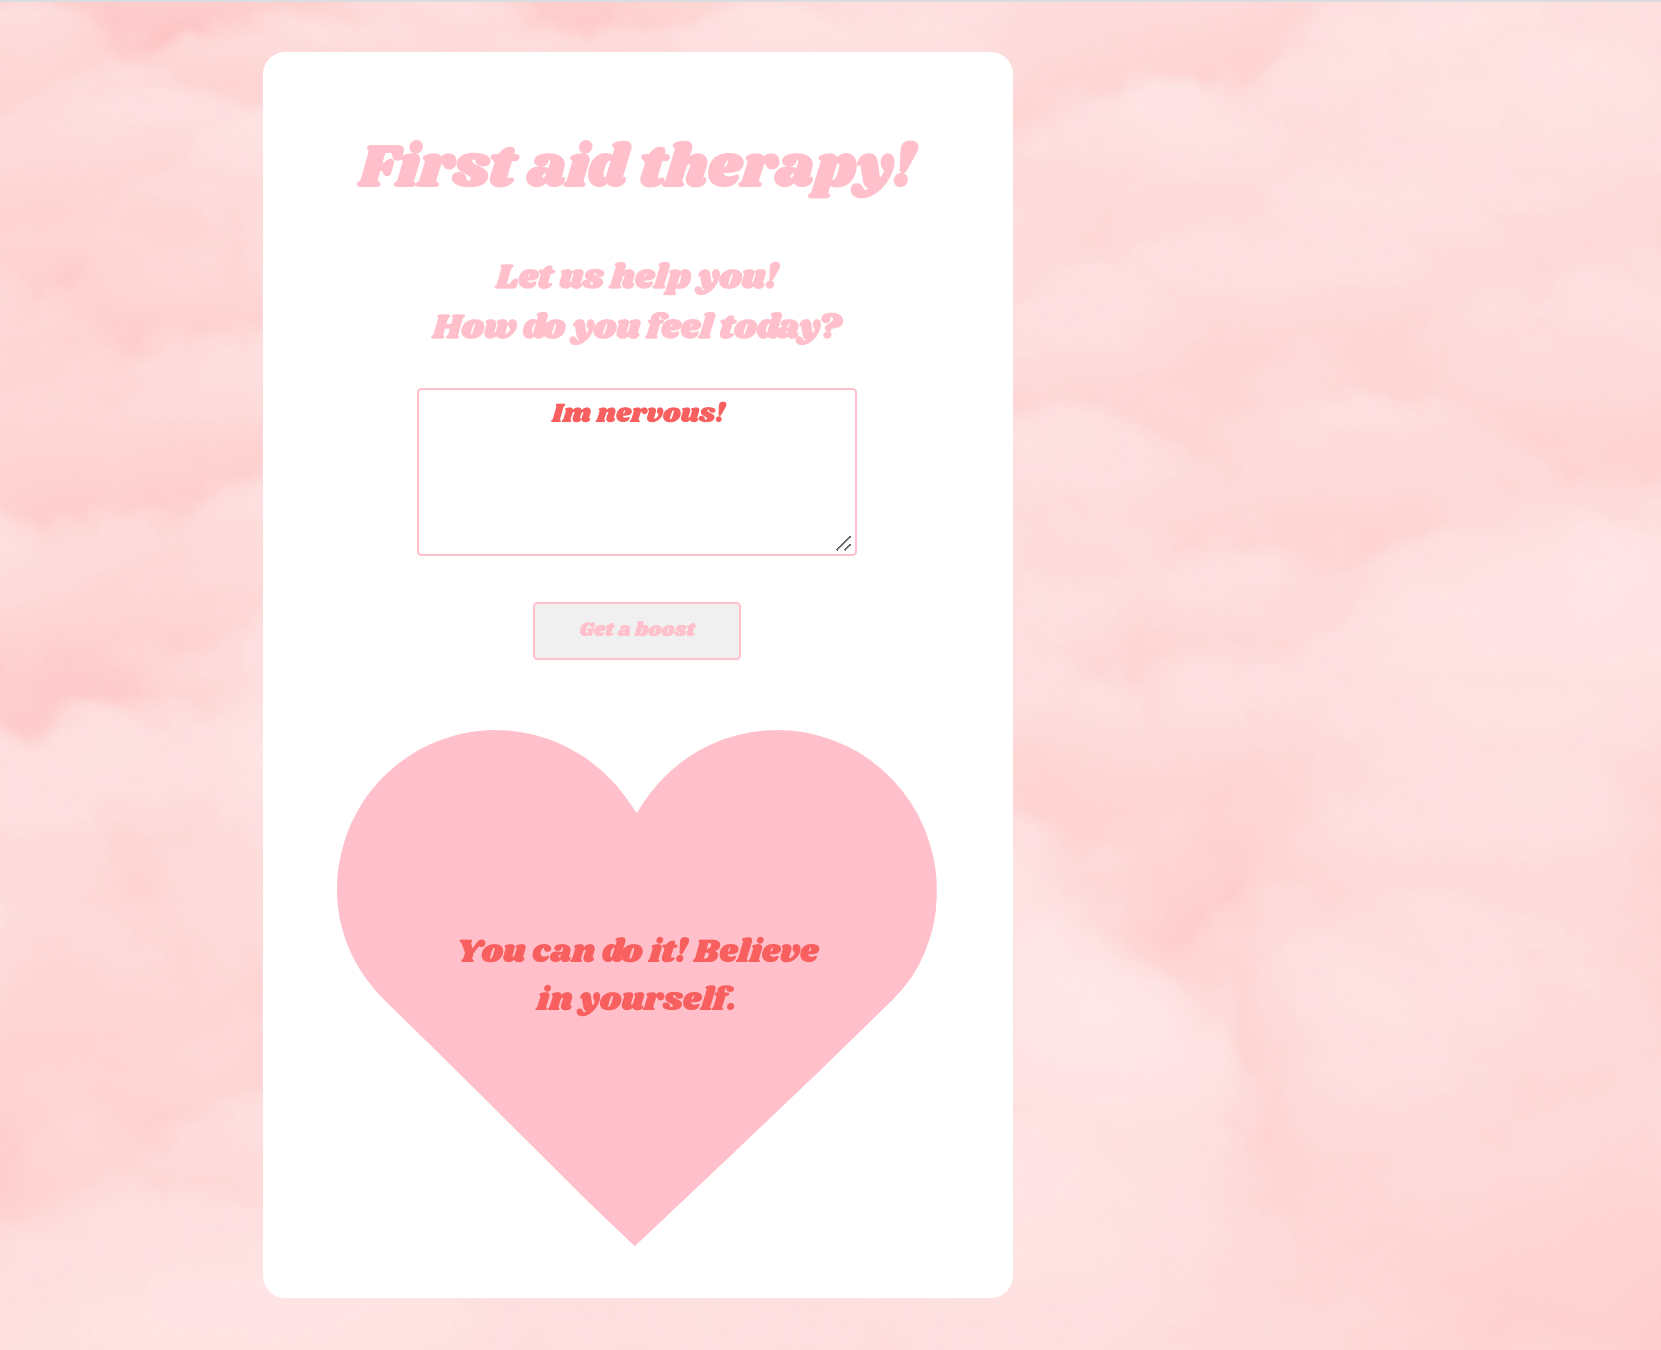 First aid therapy!
Let us help you!
How do you feel today?
Im nervous!
Get a boost
You can do it! Believe
in yourself.